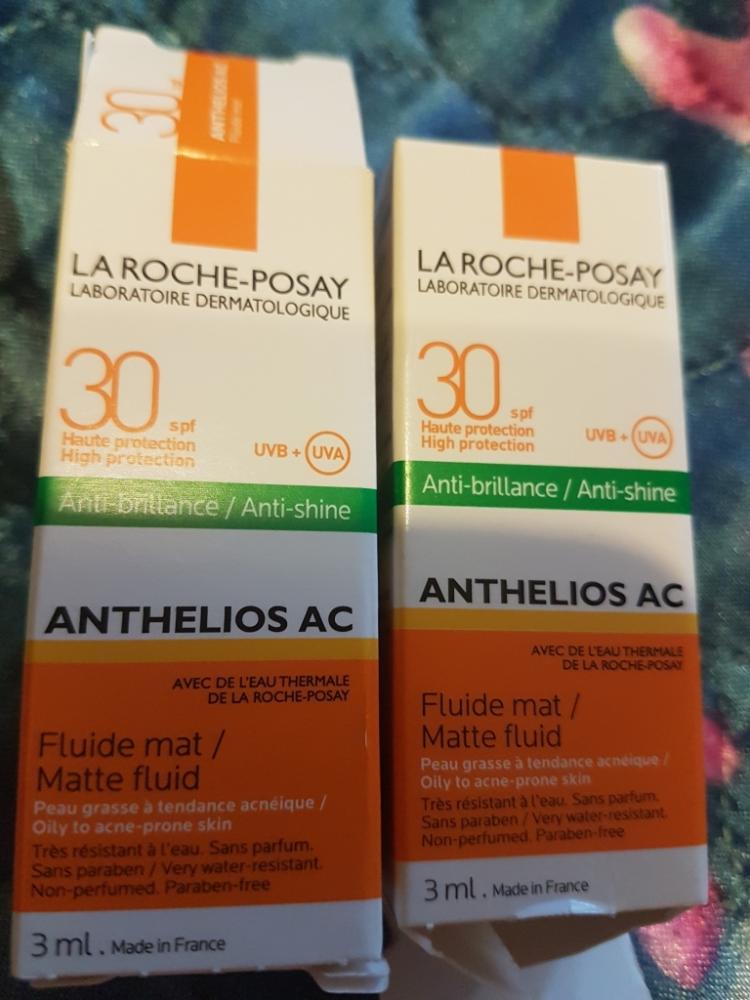 30 spf
ANTHELIOS AC
Fluide mat
LA ROCHE-POSAY
LABORATOIRE DERMATOLOGIQUE
30 spf
Haute protection
High protection
UVB + UVA
Anti-brillance / Anti-shine
ANTHELIOS AC
AVEC DE L'EAU THERMALE
DE LA ROCHE-POSAY
Fluide mat /
Matte fluid
Peau grasse à tendance acnéique /
Oily to acne-prone skin
Très résistant à l'eau. Sans parfum.
Sans paraben / Very water-resistant.
Non-perfumed. Paraben-free
3 ml . Made in France
LA ROCHE-POSAY
LABORATOIRE DERMATOLOGIQUE
30 spf
Haute protection
High protection
UVB + UVA
Anti-brillance / Anti-shine
ANTHELIOS AC
AVEC DE L'EAU THERMALE
DE LA ROCHE-POSAY
Fluide mat /
Matte fluid
Peau grasse à tendance acnéique /
Oily to acne-prone skin
Très résistant à l'eau. Sans parfum.
Sans paraben / Very water-resistant.
Non-perfumed. Paraben-free
3 ml . Made in France